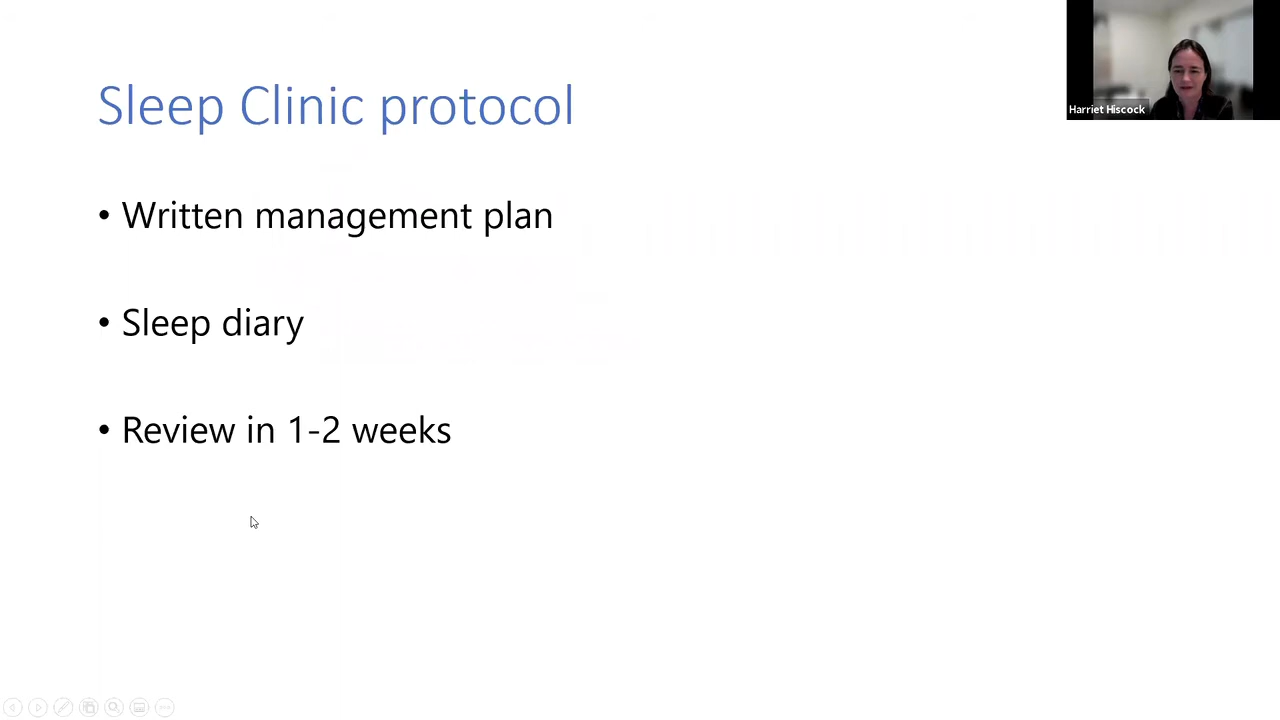 Sleep Clinic protocol
• Written management plan
• Sleep diary
• Review in 1-2 weeks
Harriet Hiscock